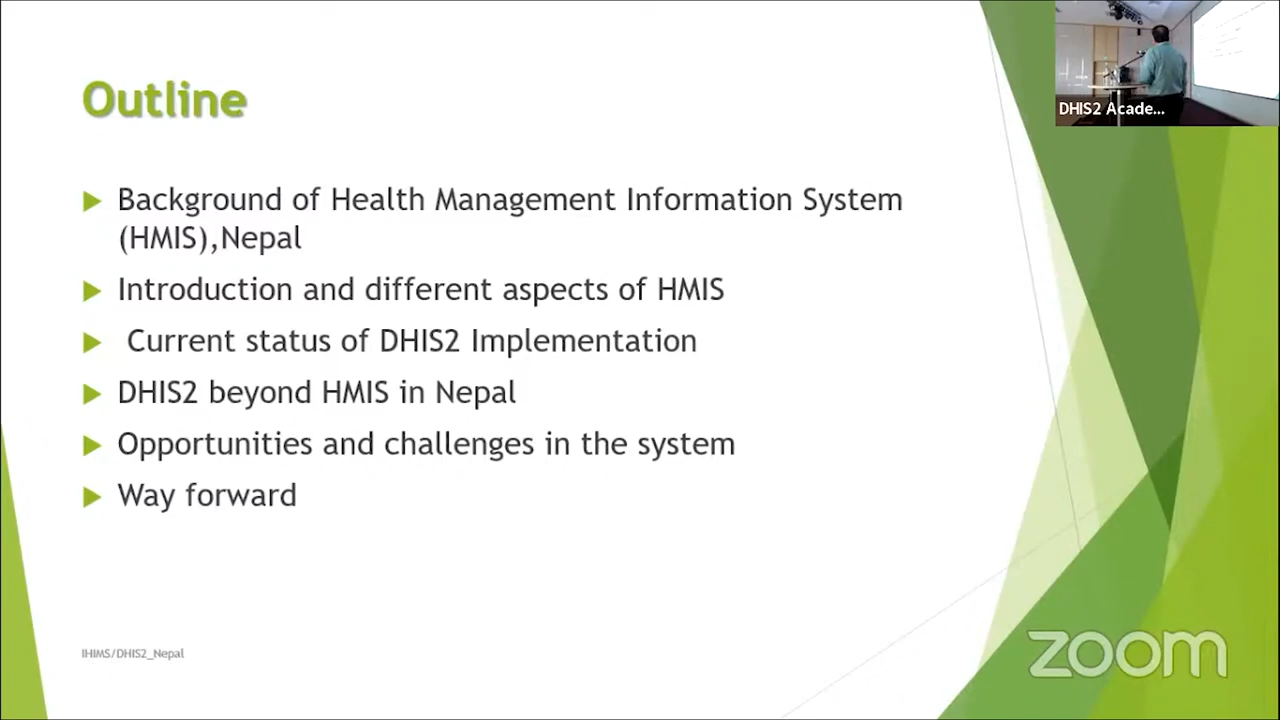 Outline
Background of Health Management Information System
(HMIS),Nepal
Introduction and different aspects of HMIS
Current status of DHIS2 Implementation
DHIS2 beyond HMIS in Nepal
Opportunities and challenges in the system
Way forward
IHIMS/DHIS2_Nepal
DHIS2 Acade...
zoom